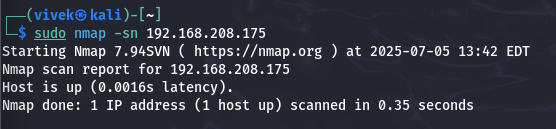 ┌──(vivek㉿kali)-[~]
└─$ sudo nmap -sn 192.168.208.175
Starting Nmap 7.94SVN ( https://nmap.org ) at 2025-07-05 13:42 EDT
Nmap scan report for 192.168.208.175
Host is up (0.0016s latency).
Nmap done: 1 IP address (1 host up) scanned in 0.35 seconds